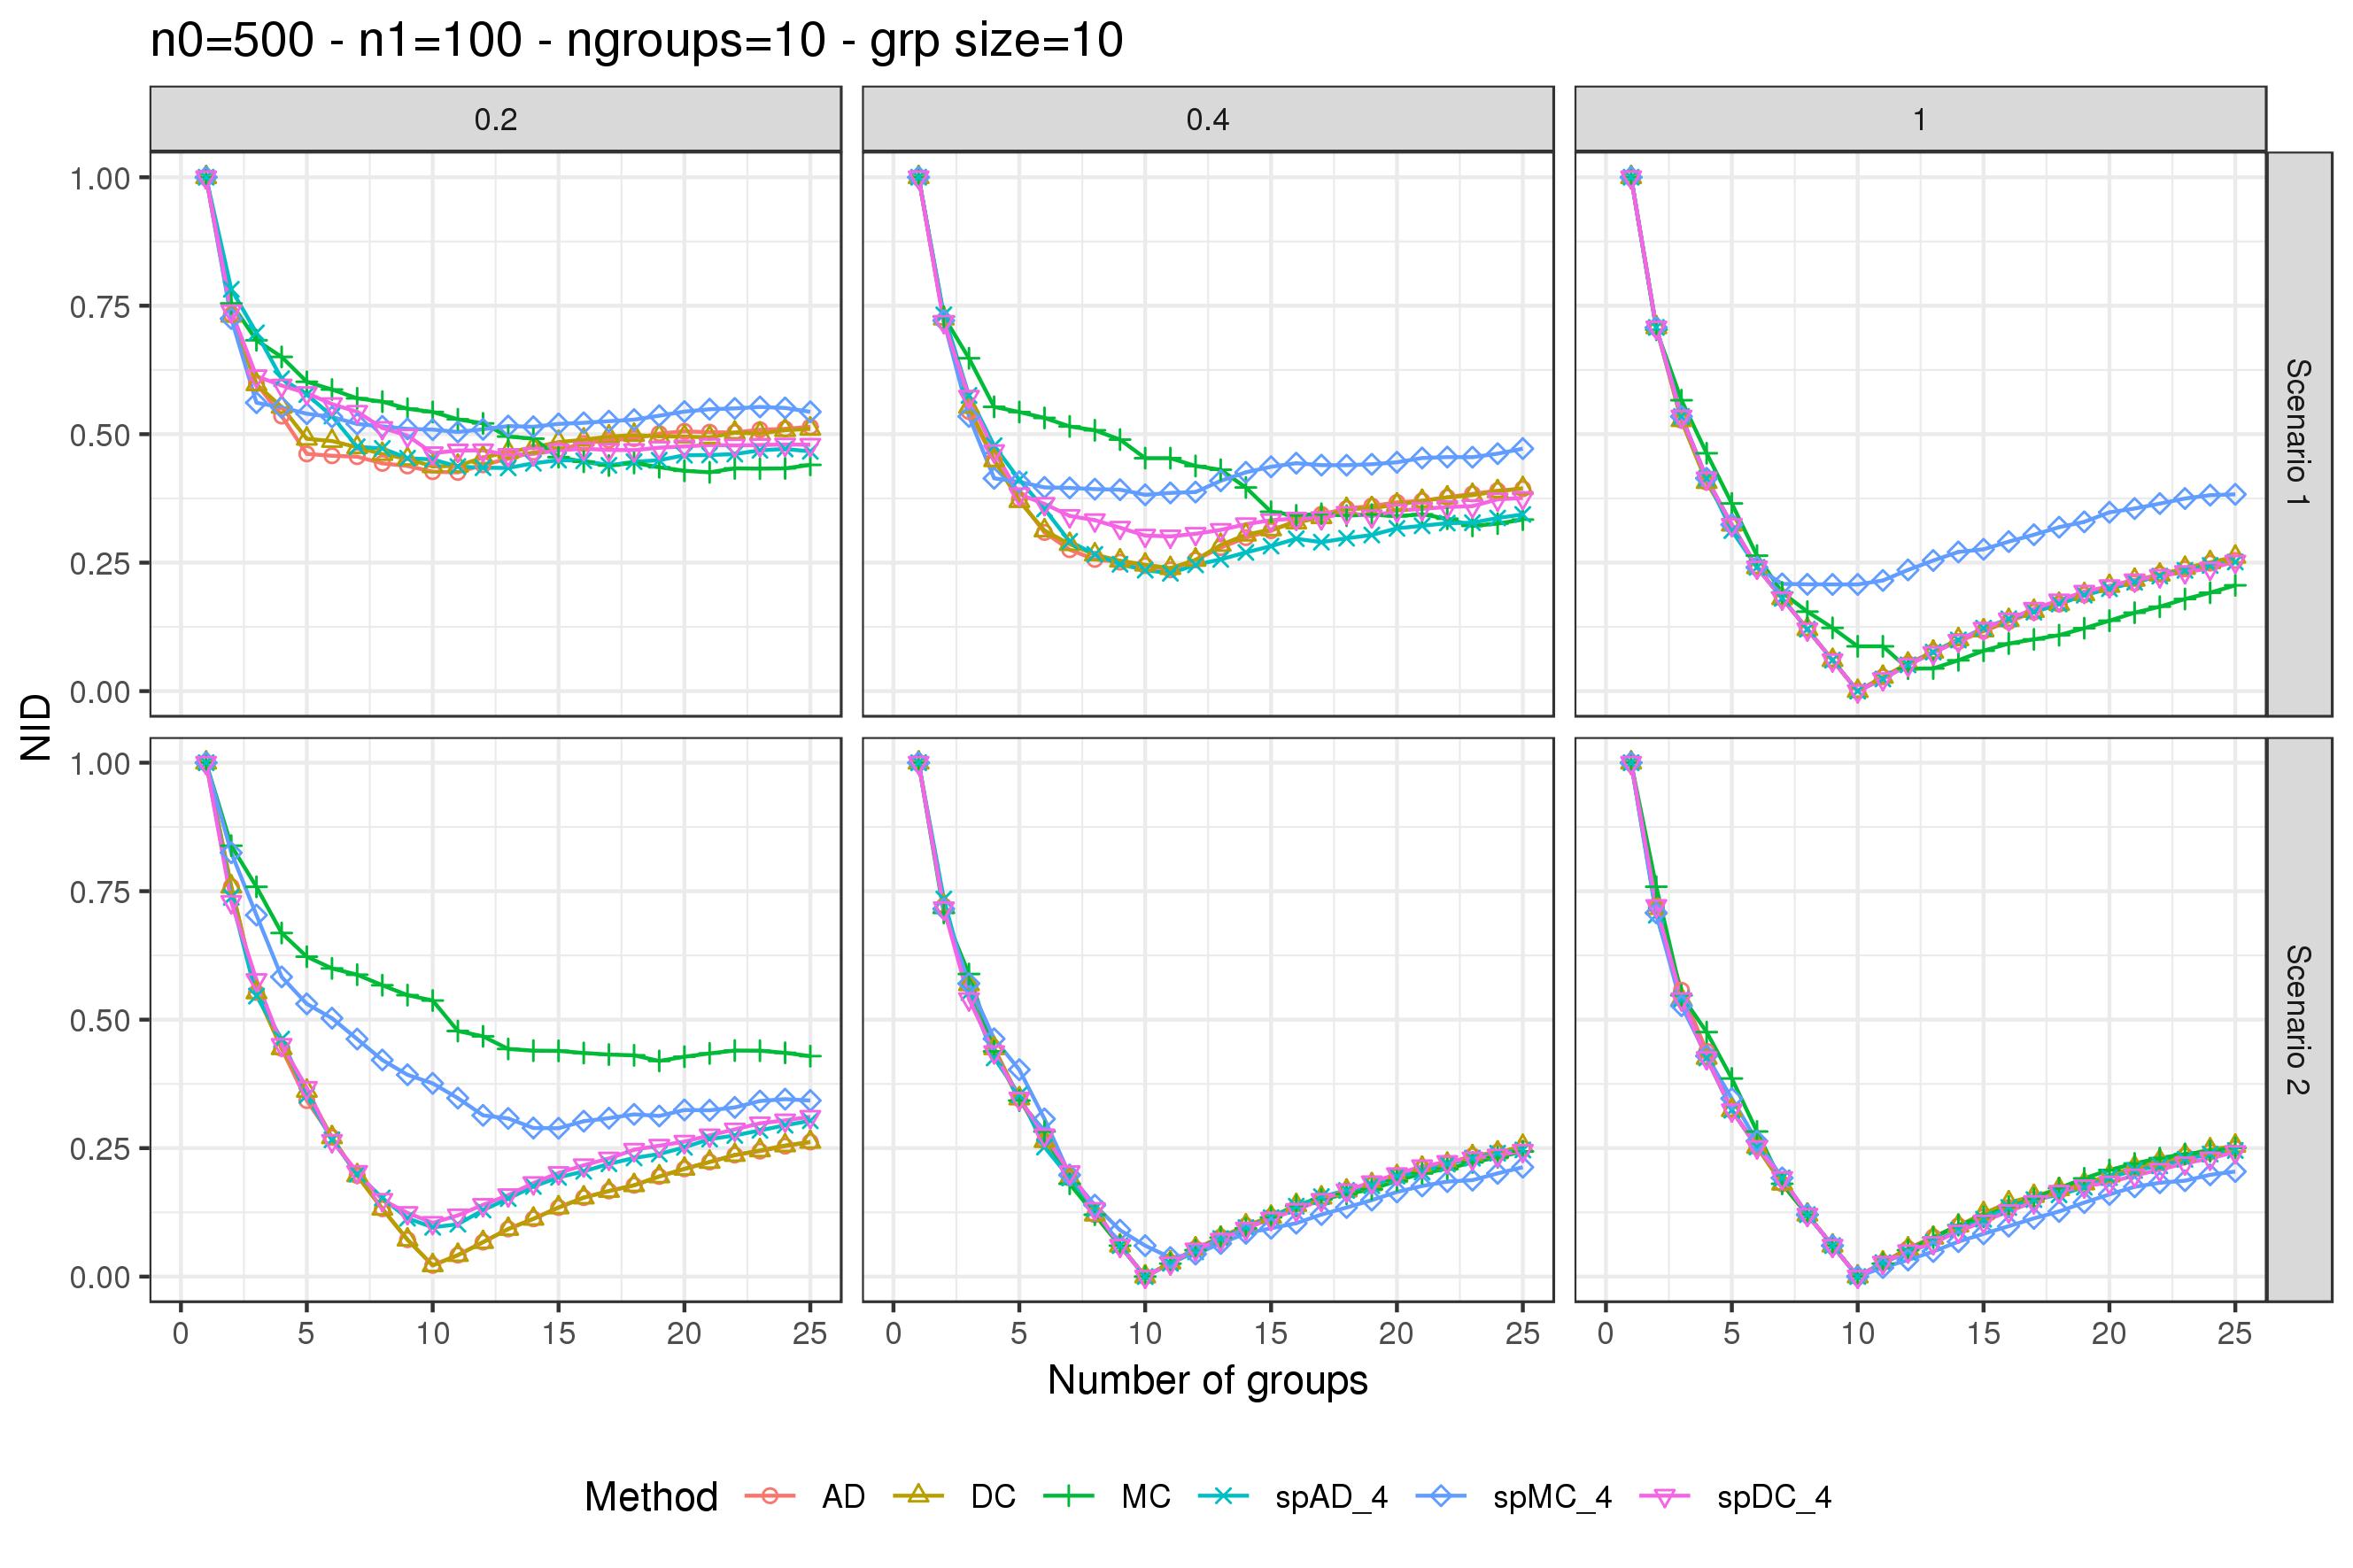 n0=500 - n1=100 - ngroups=10 - grp size=10
0.2 0.4 1
1.00
0.75
0.50
0.25
0.00
Scenario 1
NID
1.00
0.75
0.50
0.25
0.00
Scenario 2
0 5 10 15 20 25 0 5 10 15 20 25 0 5 10 15 20 25
Number of groups
Method AD DC MC spAD_4 spMC_4 spDC_4